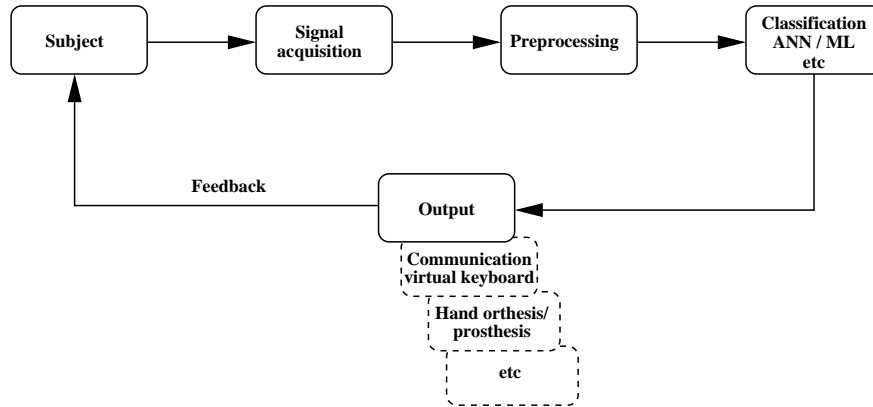 Subject
Signal
acquisition
Preprocessing
Classification
ANN / ML
etc
Feedback
Output
Communication
virtual keyboard
Hand orthesis/
prosthesis
etc